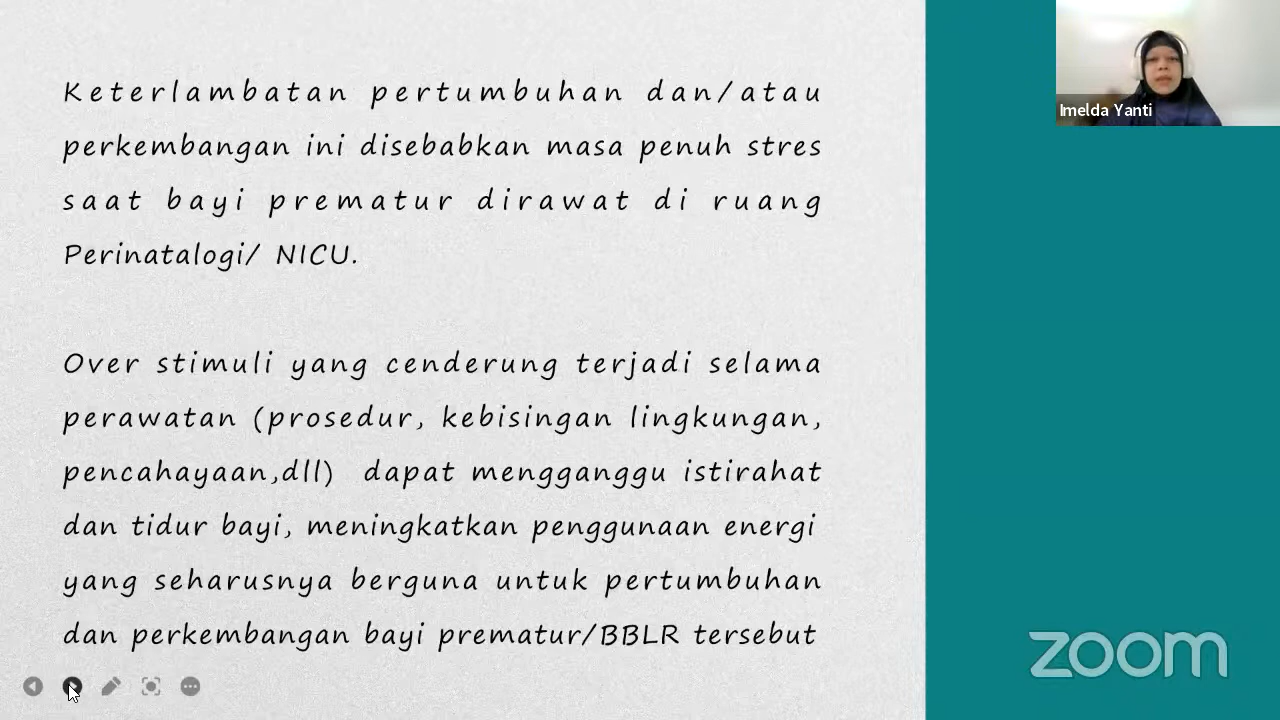 Keterlambatan pertumbuhan dan/atau
perkembangan ini disebabkan masa penuh stres
saat bayi prematur dirawat di ruang
Perinatalogi/ NICU.
Over stimuli yang cenderung terjadi selama
perawatan (prosedur, kebisingan lingkungan,
pencahayaan,dll) dapat mengganggu istirahat
dan tidur bayi, meningkatkan penggunaan energi
yang seharusnya berguna untuk pertumbuhan
dan perkembangan bayi prematur/BBLR tersebut
Imelda Yanti
zoom